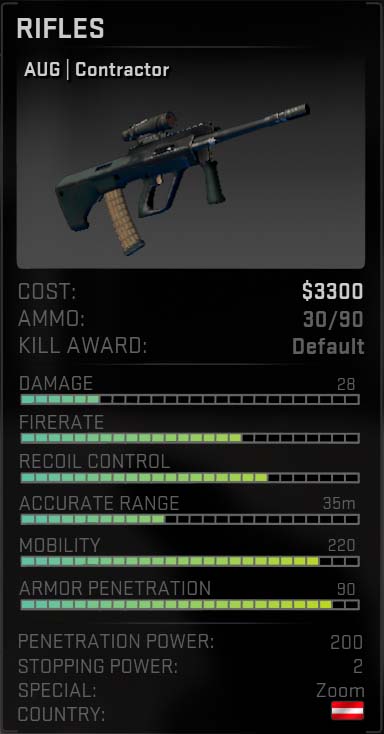 RIFLES
AUG | Contractor
COST: $3300
AMMO: 30/90
KILL AWARD: Default
DAMAGE 28
FIRERATE
RECOIL CONTROL
ACCURATE RANGE 35m
MOBILITY 220
ARMOR PENETRATION 90
PENETRATION POWER: 200
STOPPING POWER: 2
SPECIAL: Zoom
COUNTRY: